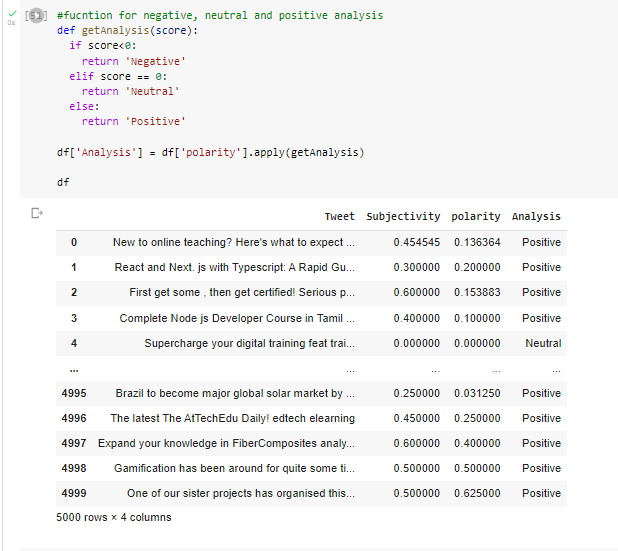 [51] #fucntion for negative, neutral and positive analysis
0s def getAnalysis(score):
if score<0:
return 'Negative'
elif score == 0:
return 'Neutral'
else:
return 'Positive'
df['Analysis'] = df['polarity'].apply(getAnalysis)
df
Tweet Subjectivity polarity Analysis
0 New to online teaching? Here's what to expect ... 0.454545 0.136364 Positive
1 React and Next. js with Typescript: A Rapid Gu... 0.300000 0.200000 Positive
2 First get some , then get certified! Serious p... 0.600000 0.153883 Positive
3 Complete Node js Developer Course in Tamil ... 0.400000 0.100000 Positive
4 Supercharge your digital training feat trai... 0.000000 0.000000 Neutral
... ... ... ... ...
4995 Brazil to become major global solar market by ... 0.250000 0.031250 Positive
4996 The latest The AtTechEdu Daily! edtech elearning 0.450000 0.250000 Positive
4997 Expand your knowledge in FiberComposites analy... 0.600000 0.400000 Positive
4998 Gamification has been around for quite some ti... 0.500000 0.500000 Positive
4999 One of our sister projects has organised this... 0.500000 0.625000 Positive
5000 rows × 4 columns